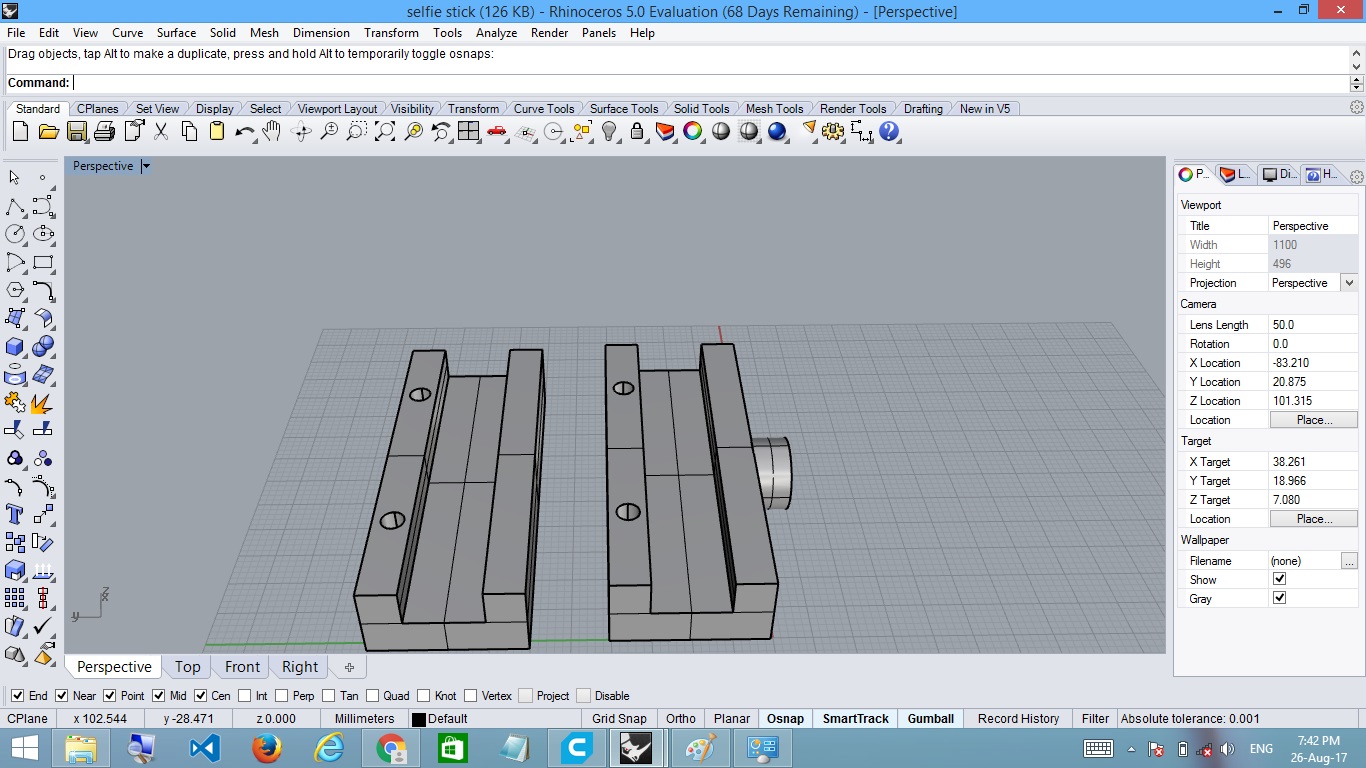 selfie stick (126 KB) - Rhinoceros 5.0 Evaluation (68 Days Remaining) - [Perspective]
File Edit View Curve Surface Solid Mesh Dimension Transform Tools Analyze Render Panels Help
Drag objects, tap Alt to make a duplicate, press and hold Alt to temporarily toggle osnaps:
Command:
Standard CPlanes Set View Display Select Viewport Layout Visibility Transform Curve Tools Surface Tools Solid Tools Mesh Tools Render Tools Drafting New in V5
Perspective
P... L... Di... H...
Viewport
Title Perspective
Width 1100
Height 496
Projection Perspective
Camera
Lens Length 50.0
Rotation 0.0
X Location -83.210
Y Location 20.875
Z Location 101.315
Location Place...
Target
X Target 38.261
Y Target 18.966
Z Target 7.080
Location Place...
Wallpaper
Filename (none) ...
Show
Gray
z
x
y
Perspective Top Front Right
End Near Point Mid Cen Int Perp Tan Quad Knot Vertex Project Disable
CPlane x 102.544 y -28.471 z 0.000 Millimeters Default Grid Snap Ortho Planar Osnap SmartTrack Gumball Record History Filter Absolute tolerance: 0.001
ENG 7:42 PM
26-Aug-17